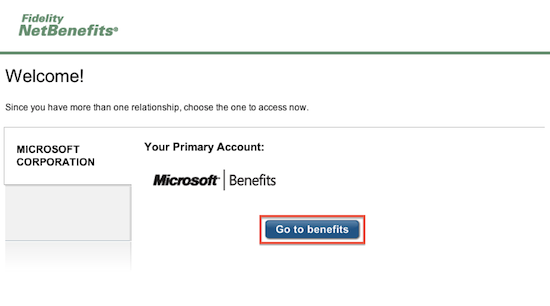 Fidelity
NetBenefits®
Welcome!
Since you have more than one relationship, choose the one to access now.
MICROSOFT
CORPORATION
Your Primary Account:
Microsoft Benefits
Go to benefits